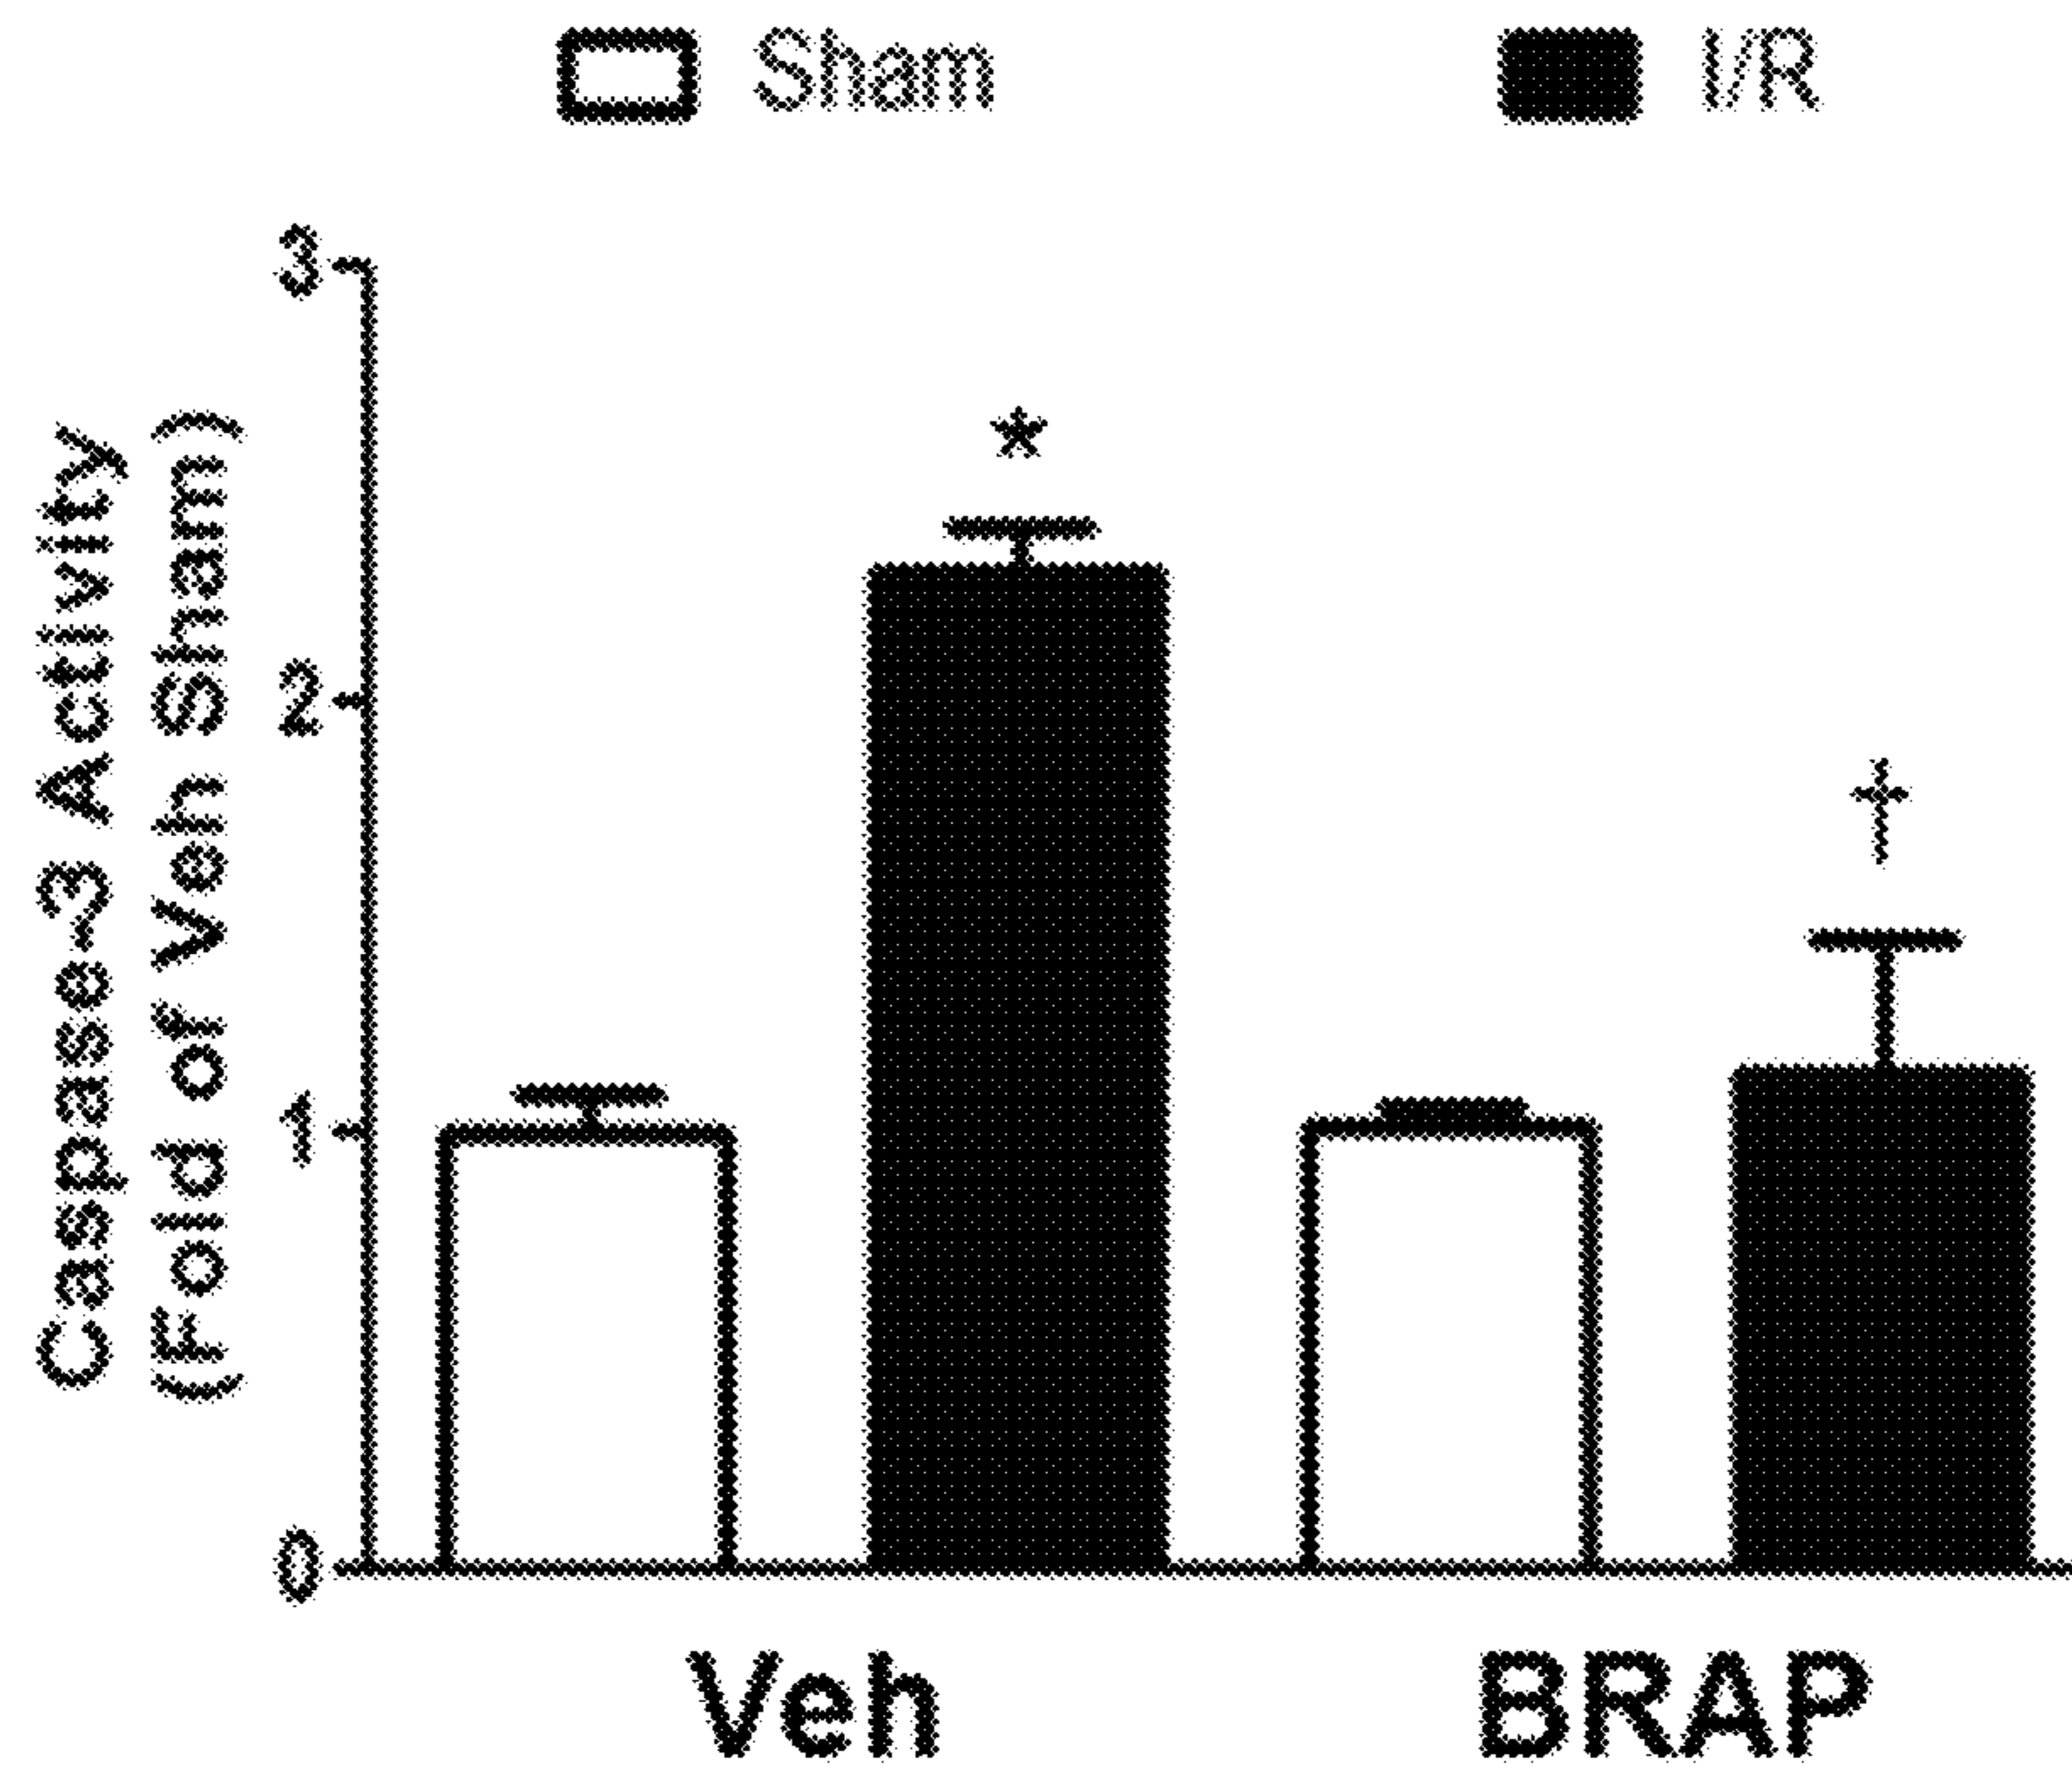 Sham
I/R
Caspase-3 Activity
(Fold of Veh Sham)
3
*
2
†
1
0
Veh
BRAP